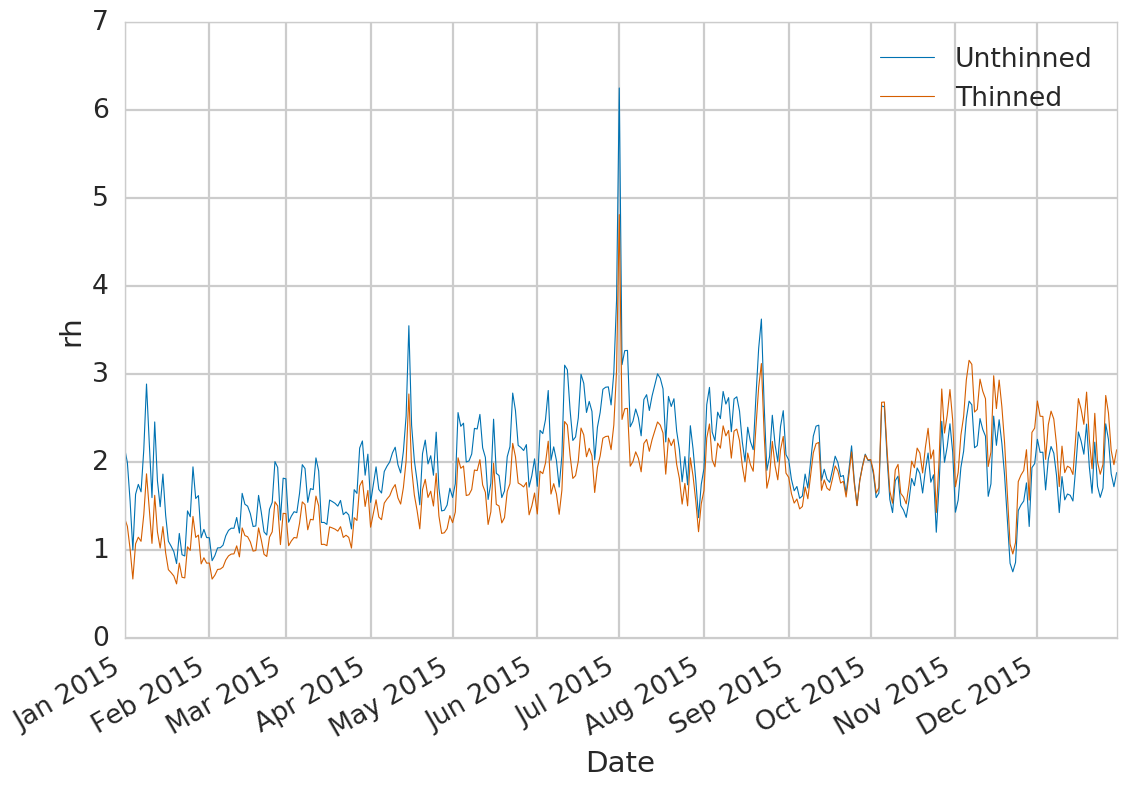 7
6
5
4
3
2
1
0
rh
Unthinned
Thinned
Jan 2015
Feb 2015
Mar 2015
Apr 2015
May 2015
Jun 2015
Jul 2015
Aug 2015
Sep 2015
Oct 2015
Nov 2015
Dec 2015
Date